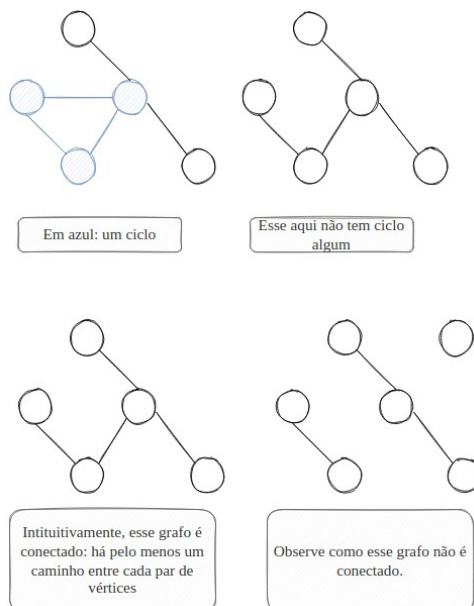 Em azul: um ciclo
Esse aqui não tem ciclo
algum
Intituitivamente, esse grafo é
conectado: há pelo menos um
caminho entre cada par de
vértices
Observe como esse grafo não é
conectado.